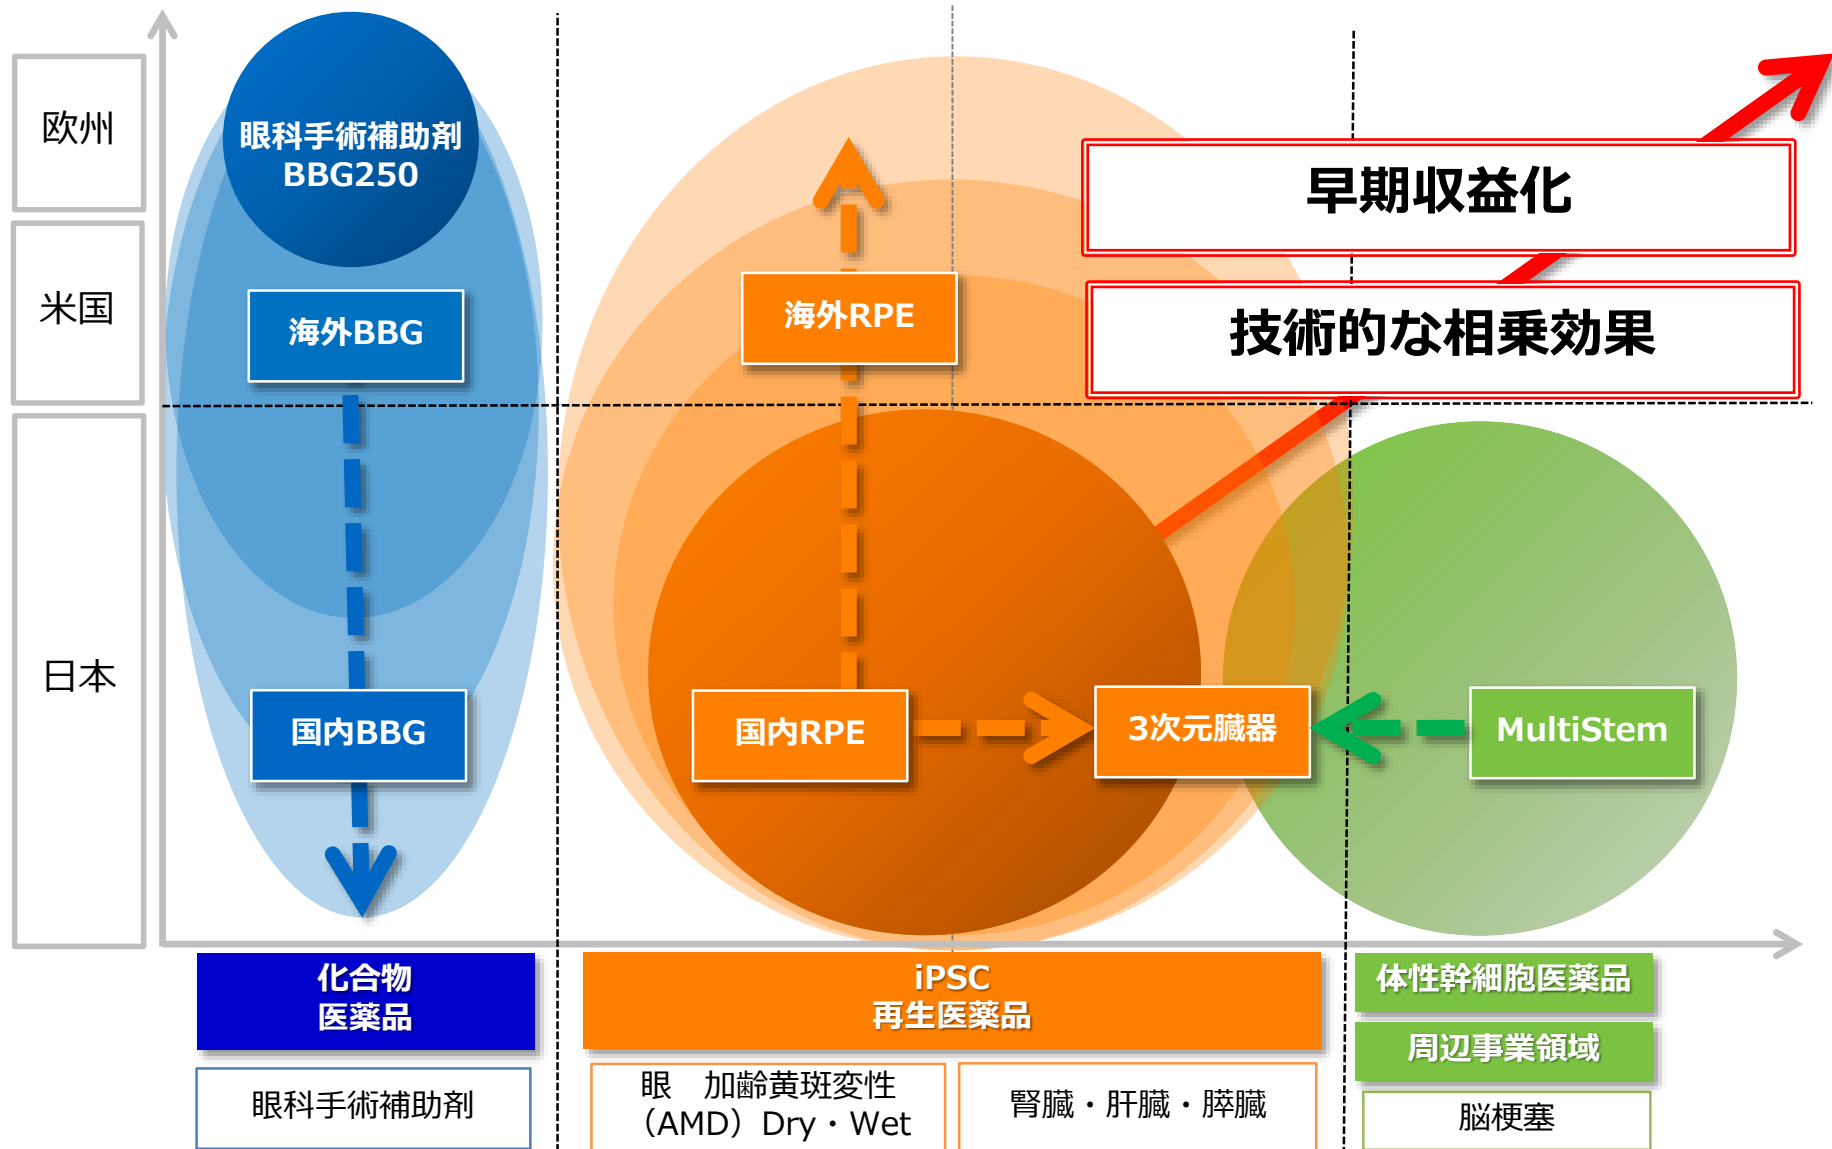 欧州
米国
日本
眼科手術補助剤
BBG250
海外BBG
国内BBG
海外RPE
国内RPE
3次元臓器
MultiStem
早期収益化
技術的な相乗効果
化合物
医薬品
眼科手術補助剤
iPSC
再生医薬品
眼　加齢黄斑変性
（AMD）Dry・Wet
腎臓・肝臓・膵臓
体性幹細胞医薬品
周辺事業領域
脳梗塞